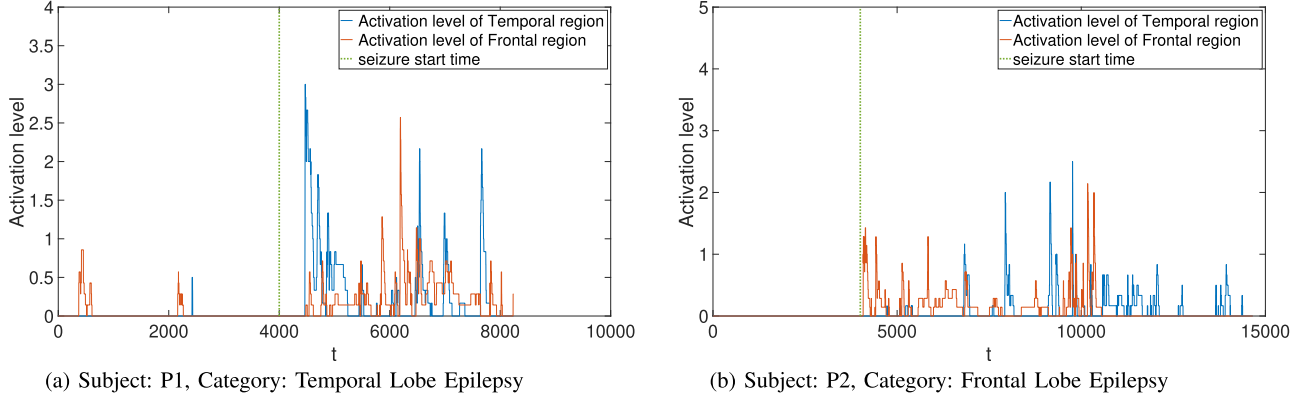 4
3.5
3
2.5
2
1.5
1
0.5
0
Activation level
Activation level of Temporal region
Activation level of Frontal region
seizure start time
0 2000 4000 6000 8000 10000
t
(a) Subject: P1, Category: Temporal Lobe Epilepsy
5
4
3
2
1
0
Activation level
Activation level of Temporal region
Activation level of Frontal region
seizure start time
0 5000 10000 15000
t
(b) Subject: P2, Category: Frontal Lobe Epilepsy